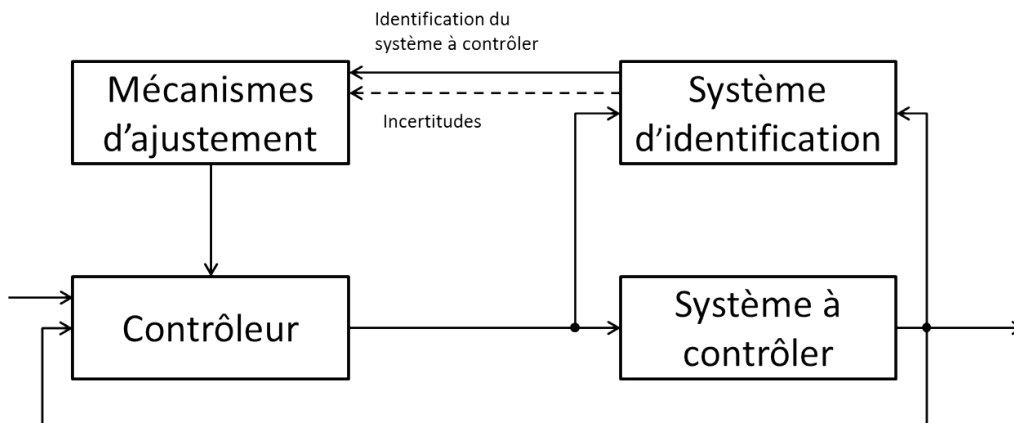 Identification du
système à contrôler
Mécanismes
d'ajustement
Incertitudes
Système
d'identification
Contrôleur
Système à
contrôler